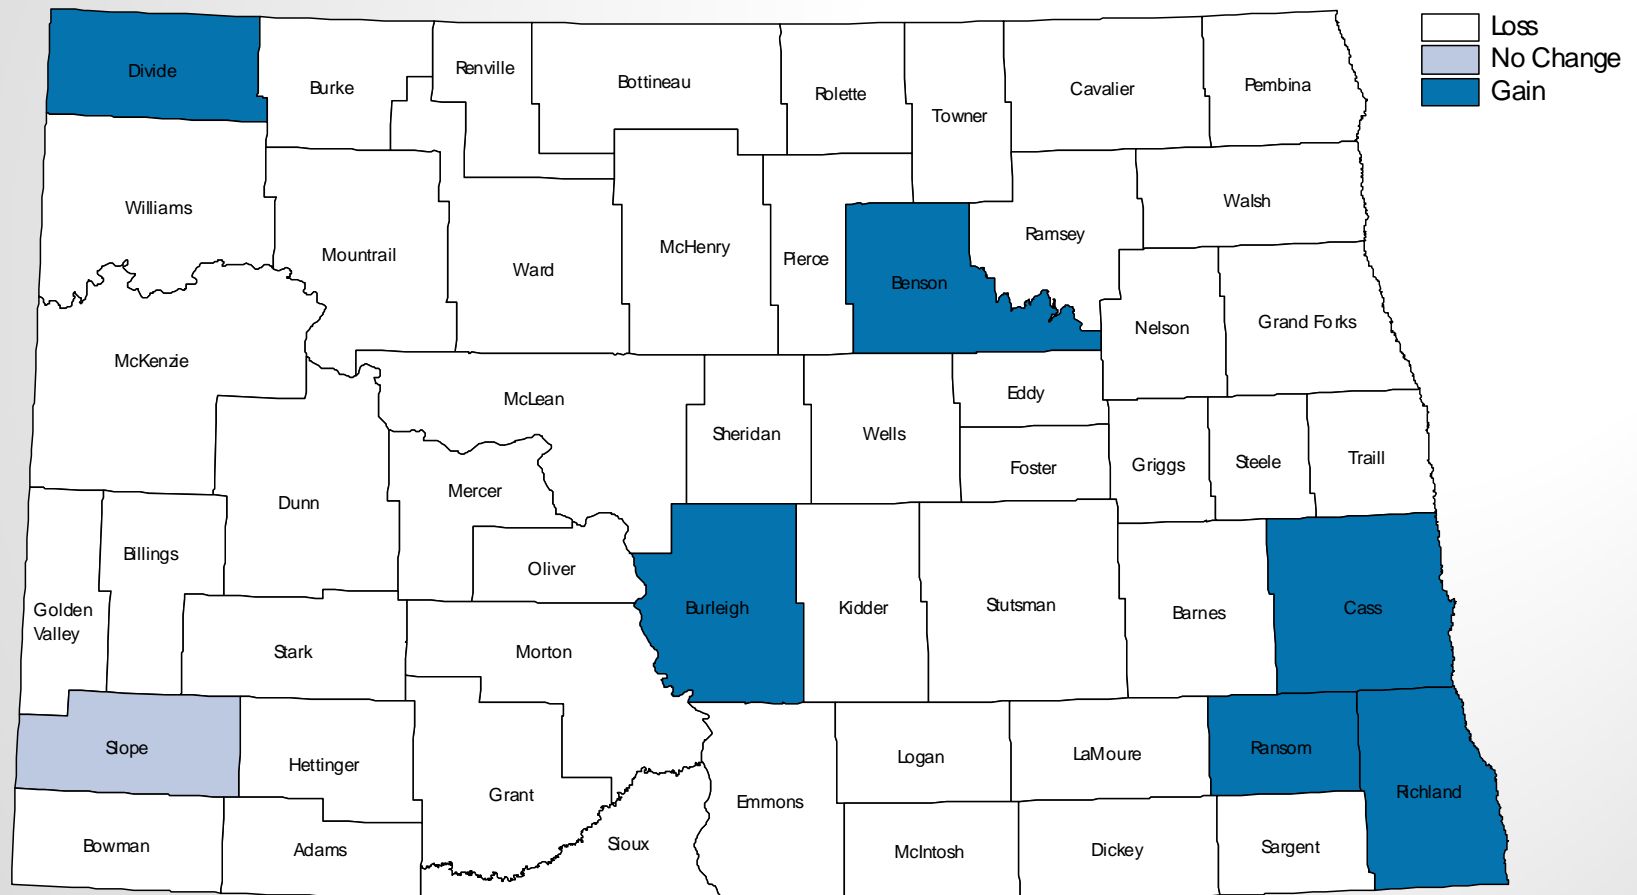 Loss
No Change
Gain
Divide
Burke
Renville
Bottineau
Rolette
Towner
Cavalier
Pembina
Williams
Mountrail
Ward
McHenry
Pierce
Benson
Ramsey
Walsh
McKenzie
McLean
Sheridan
Wells
Eddy
Foster
Nelson
Grand Forks
Griggs
Steele
Traill
Golden
Valley
Billings
Dunn
Mercer
Oliver
Burleigh
Kidder
Stutsman
Barnes
Cass
Stark
Morton
Slope
Hettinger
Grant
Emmons
Logan
LaMoure
Ransom
Richland
Bowman
Adams
Sioux
McIntosh
Dickey
Sargent